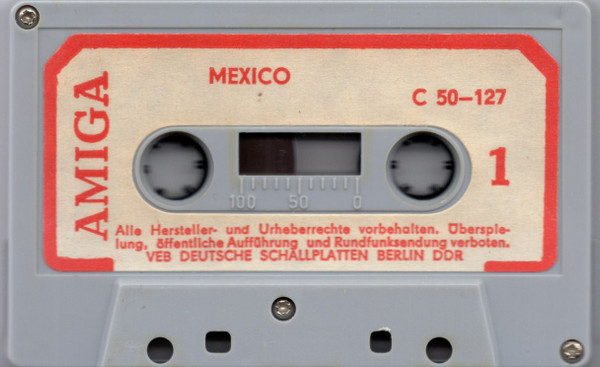 MEXICO
C 50-127
AMIGA
1
100 50 0
Alle Hersteller- und Urheberrechte vorbehalten. Überspie-
lung, öffentliche Aufführung und Rundfunksendung verboten.
VEB DEUTSCHE SCHALLPLATTEN BERLIN DDR